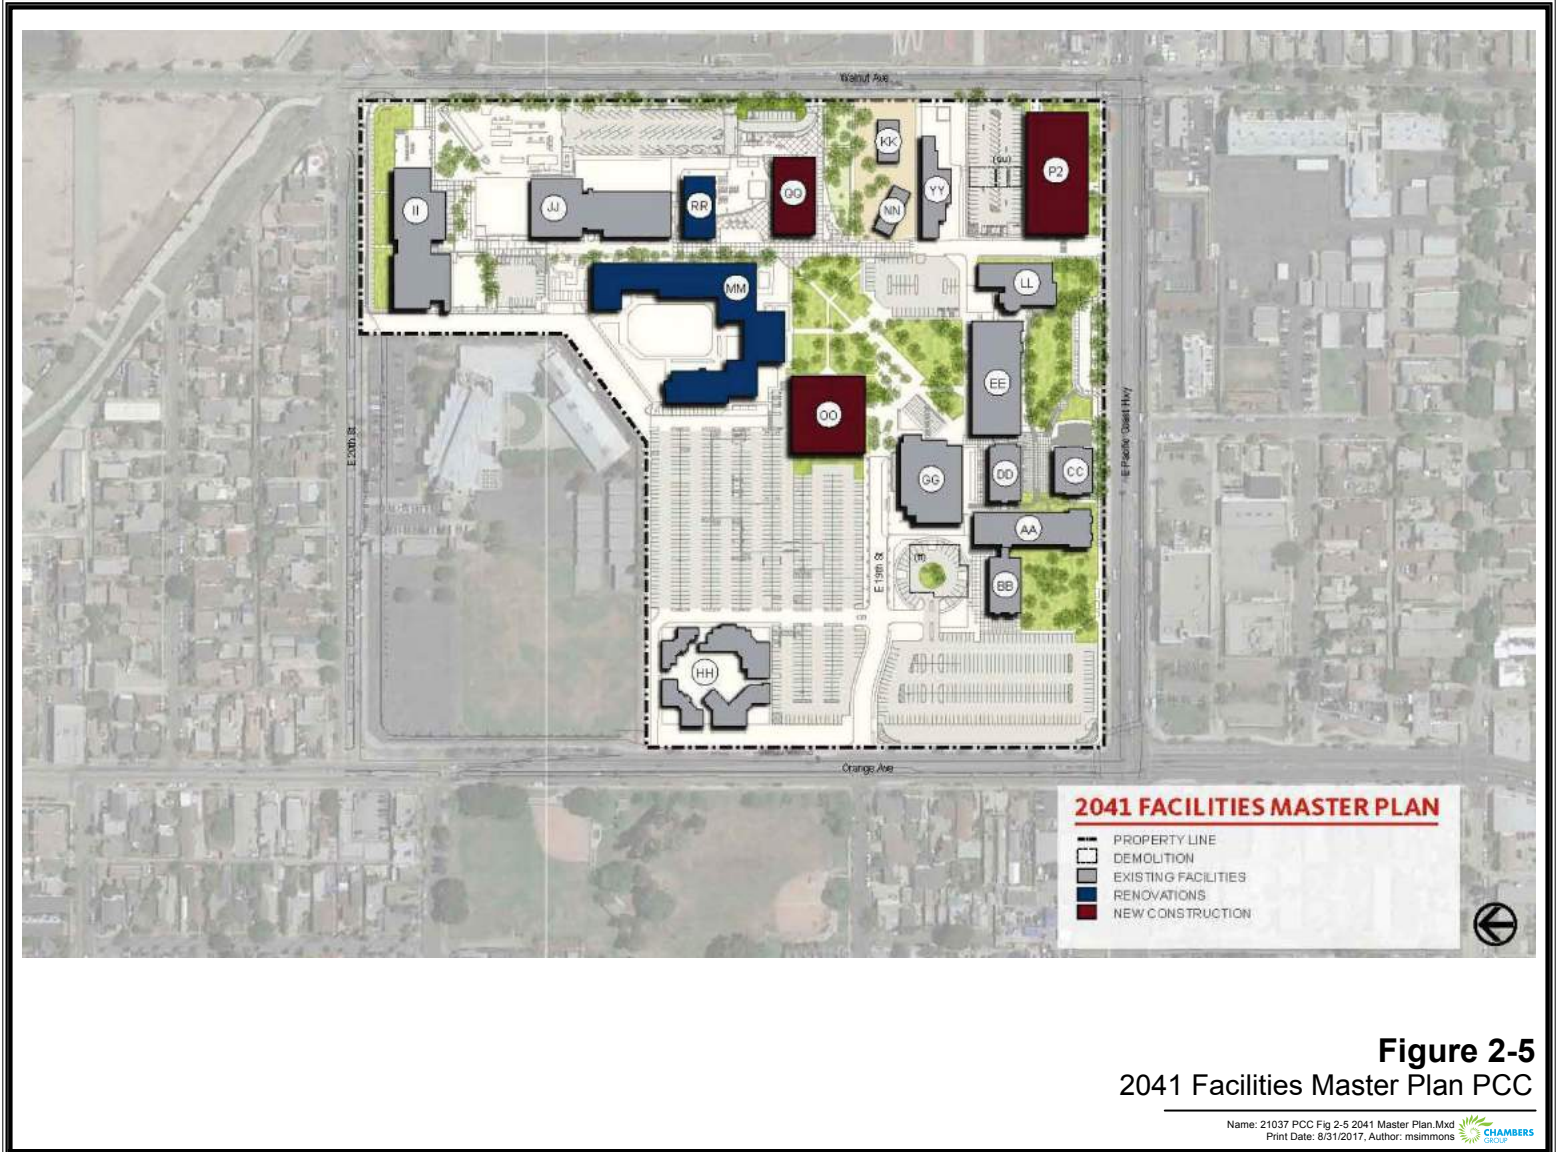 Walnut Ave
KK
(UU)
P2
II
JJ
RR
QQ
NN
YY
MM
LL
EE
OO
E 20th St
E Pacific Coast Hwy
GG
DD
CC
AA
(TT)
E 19th St
BB
HH
Orange Ave
2041 FACILITIES MASTER PLAN
PROPERTY LINE
DEMOLITION
EXISTING FACILITIES
RENOVATIONS
NEW CONSTRUCTION
Figure 2-5
2041 Facilities Master Plan PCC
Name: 21037 PCC Fig 2-5 2041 Master Plan.Mxd
Print Date: 8/31/2017, Author: msimmons
CHAMBERS
GROUP